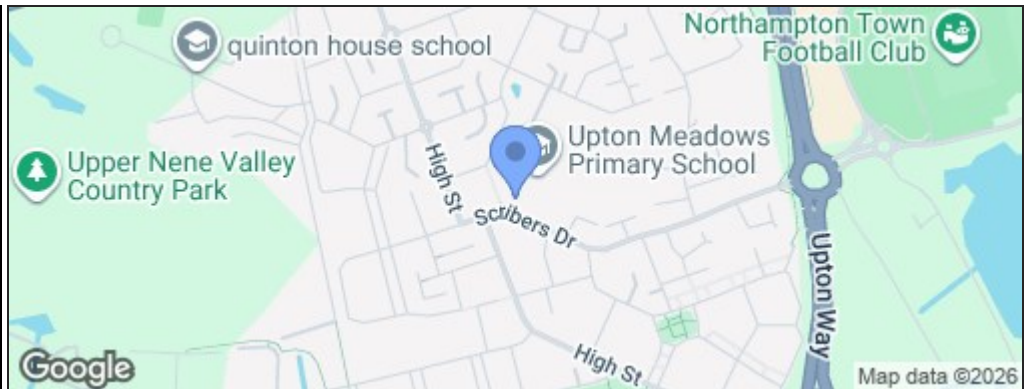 Northampton Town
Football Club
quinton house school
Upton Meadows
Primary School
Upper Nene Valley
Country Park
High St
Scribers Dr
Upton Way
High St
Google
Map data ©2026